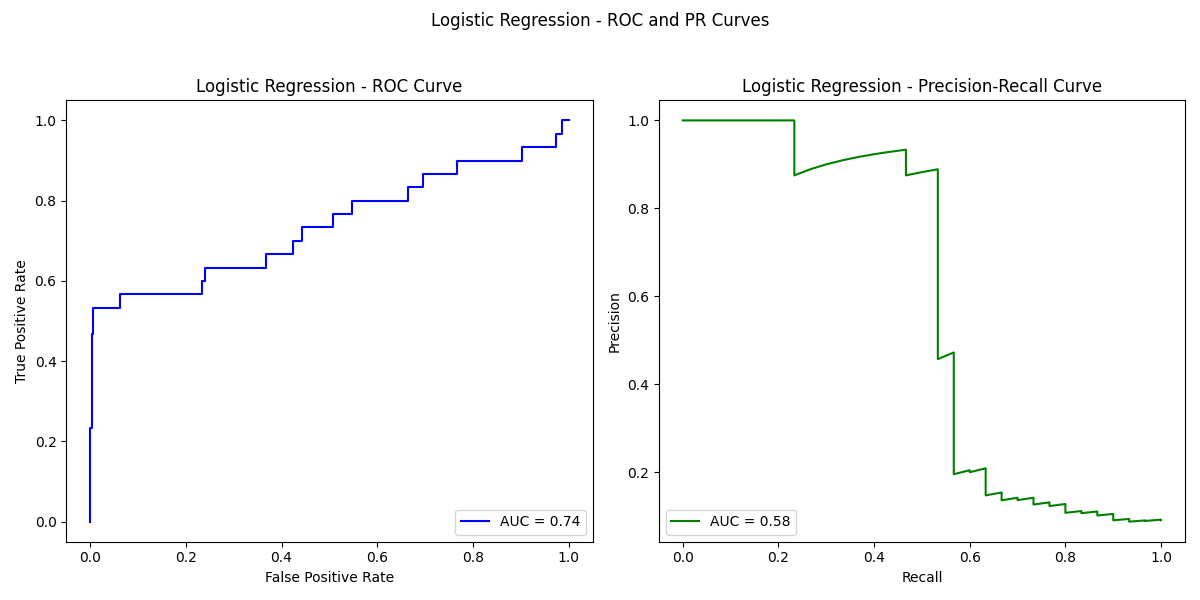 Logistic Regression - ROC and PR Curves
Logistic Regression - ROC Curve
True Positive Rate
1.0
0.8
0.6
0.4
0.2
0.0
0.0 0.2 0.4 0.6 0.8 1.0
False Positive Rate
AUC = 0.74
Logistic Regression - Precision-Recall Curve
Precision
1.0
0.8
0.6
0.4
0.2
0.0 0.2 0.4 0.6 0.8 1.0
Recall
AUC = 0.58